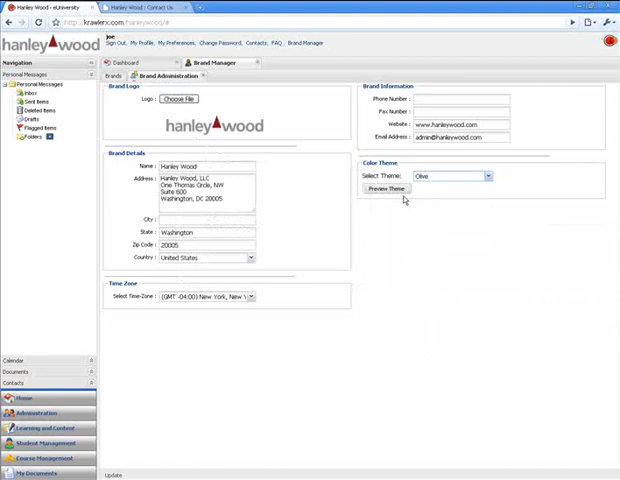 Hanley Wood - eUniversity
Hanley Wood : Contact Us
http://krawlerx.com/hanleywood/#
hanley wood
joe
Sign Out, My Profile, My Preferences, Change Password, Contacts, FAQ, Brand Manager
Navigation
Dashboard
Brand Manager
Personal Messages
Brands
Brand Administration
Personal Messages
Inbox
Sent Items
Deleted Items
Drafts
Flagged Items
Folders
Brand Logo
Logo : Choose File
hanley wood
Brand Details
Name : Hanley Wood
Address : Hanley Wood, LLC
One Thomas Circle, NW
Suite 600
Washington, DC 20005
City :
State : Washington
Zip Code : 20005
Country : United States
Time Zone
Select Time-Zone : (GMT -04:00) New York, New
Brand Information
Phone Number :
Fax Number :
Website : www.hanleywood.com
Email Address : admin@hanleywood.com
Color Theme
Select Theme: Olive
Preview Theme
Calendar
Documents
Contacts
Home
Administration
Learning and Content
Student Management
Course Management
My Documents
Update